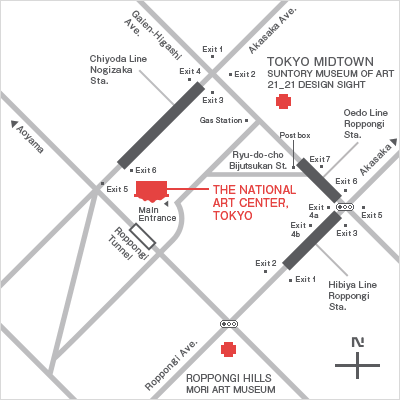 Gaien-Higashi
Ave.
Akasaka Ave.
Exit 1
Chiyoda Line
Nogizaka
Sta.
Exit 4
Exit 2
Exit 3
TOKYO MIDTOWN
SUNTORY MUSEUM OF ART
21_21 DESIGN SIGHT
Gas Station
Oedo Line
Roppongi
Sta.
Post box
Aoyama
Akasaka
Ryu-do-cho
Bijutsukan St.
Exit 7
Exit 6
Exit 5
Exit 6
THE NATIONAL
ART CENTER,
TOKYO
Main
Entrance
Exit
4a
Exit 5
Exit
4b
Exit 3
Roppongi
Tunnel
Exit 2
Exit 1
Hibiya Line
Roppongi
Sta.
Roppongi Ave.
N
ROPPONGI HILLS
MORI ART MUSEUM